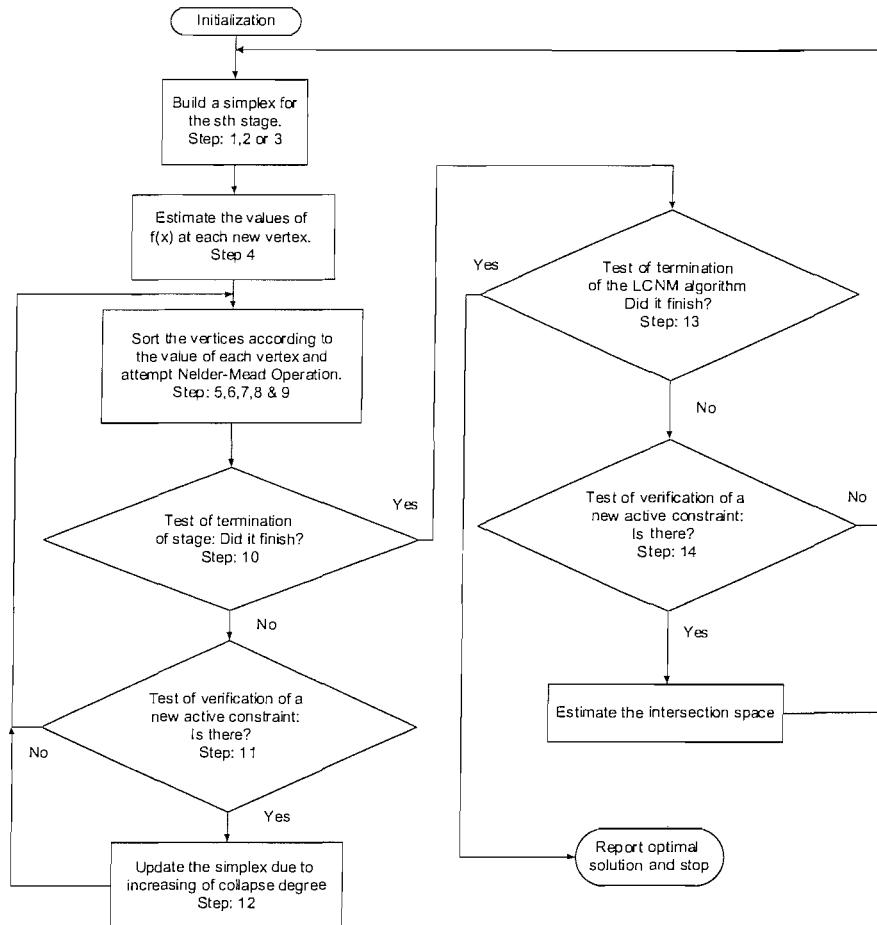 Initialization
Build a simplex for
the sth stage.
Step: 1,2 or 3
Estimate the values of
f(x) at each new vertex.
Step 4
Sort the vertices according to
the value of each vertex and
attempt Nelder-Mead Operation.
Step: 5,6,7,8 & 9
Test of termination
of stage: Did it finish?
Step: 10
Yes
No
Test of verification of a
new active constraint:
Is there?
Step: 11
No
Yes
Update the simplex due to
increasing of collapse degree
Step: 12
Yes
Test of termination
of the LCNM algorithm
Did it finish?
Step: 13
No
Test of verification of a
new active constraint:
Is there?
Step: 14
No
Yes
Estimate the intersection space
Report optimal
solution and stop